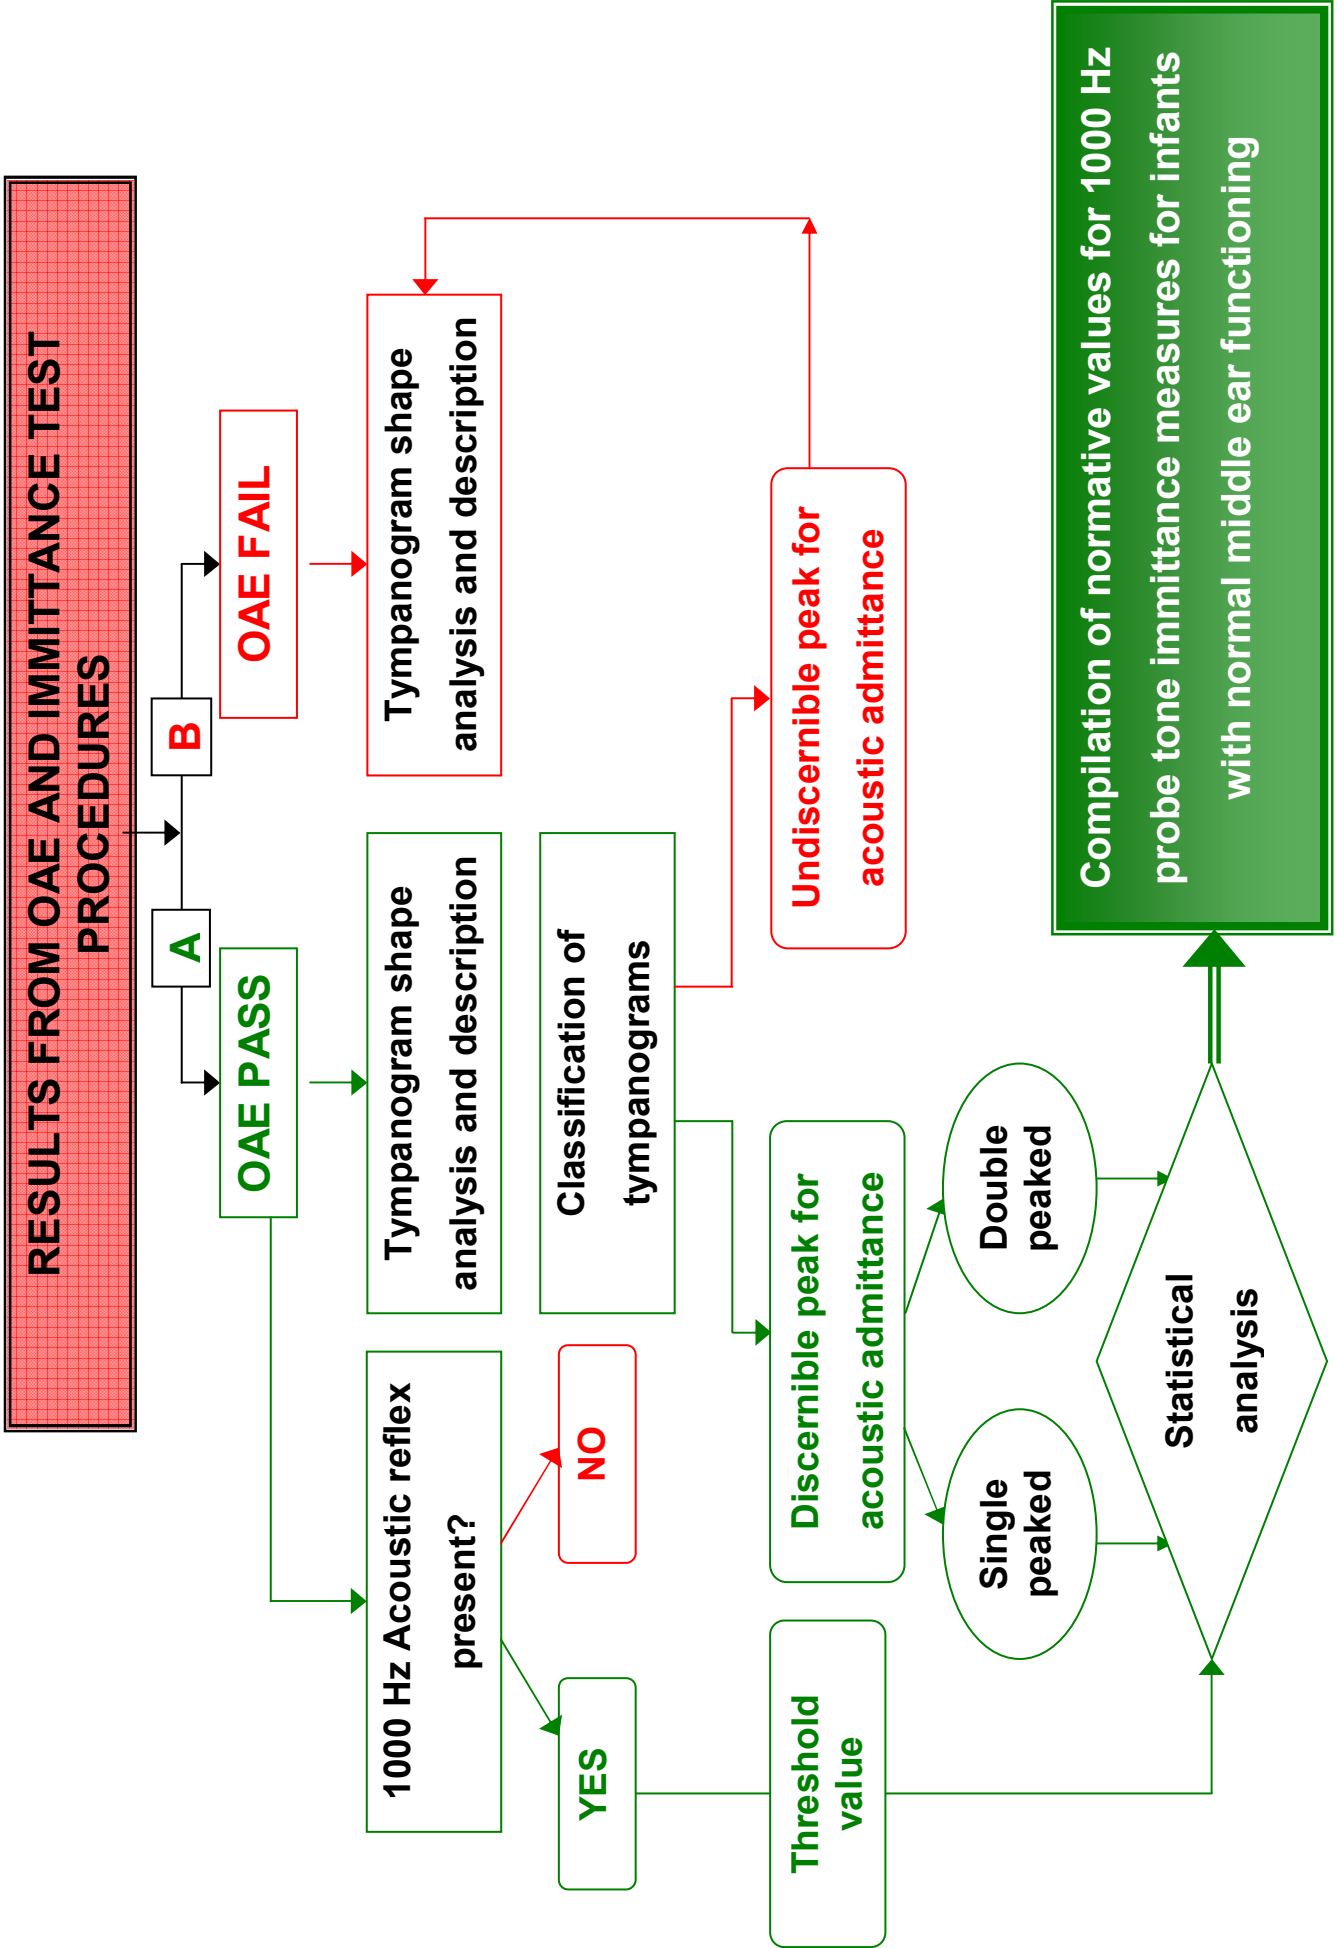 RESULTS FROM OAE AND IMMITTANCE TEST
PROCEDURES
A
B
OAE PASS
OAE FAIL
1000 Hz Acoustic reflex
present?
Tympanogram shape
analysis and description
Tympanogram shape
analysis and description
YES
NO
Classification of
tympanograms
Threshold
value
Discernible peak for
acoustic admittance
Undiscernible peak for
acoustic admittance
Single
peaked
Double
peaked
Statistical
analysis
Compilation of normative values for 1000 Hz
probe tone immittance measures for infants
with normal middle ear functioning